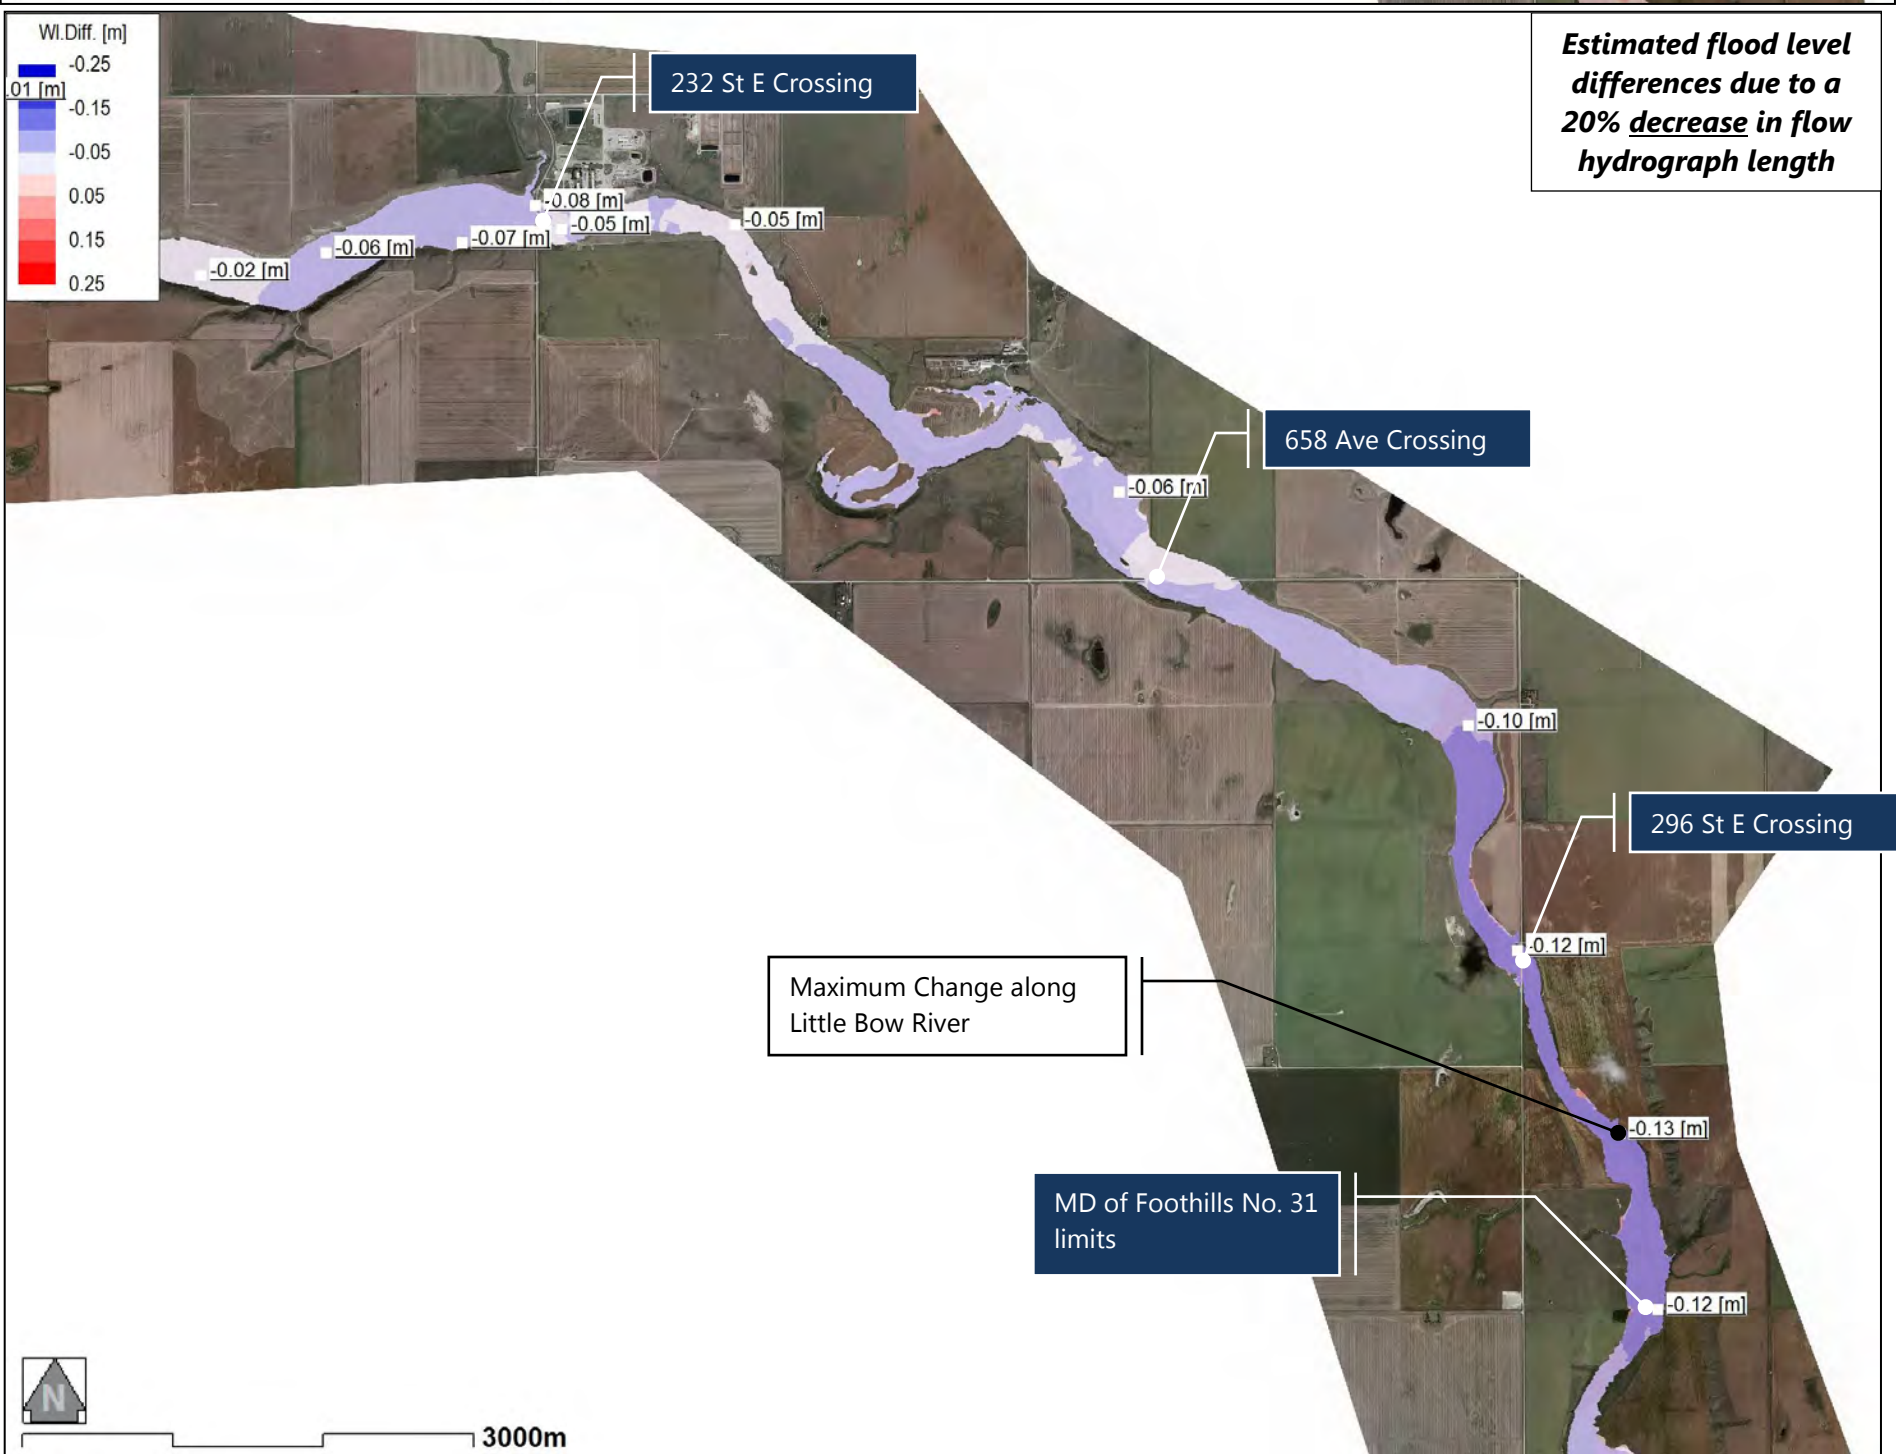 Wl.Diff. [m]
-0.25
.01 [m]
-0.15
-0.05
0.05
0.15
0.25
Estimated flood level
differences due to a
20% decrease in flow
hydrograph length
232 St E Crossing
-0.08 [m]
-0.05 [m]
-0.05 [m]
-0.07 [m]
-0.06 [m]
-0.02 [m]
658 Ave Crossing
-0.06 [m]
-0.10 [m]
296 St E Crossing
-0.12 [m]
Maximum Change along
Little Bow River
-0.13 [m]
MD of Foothills No. 31
limits
-0.12 [m]
N
3000m